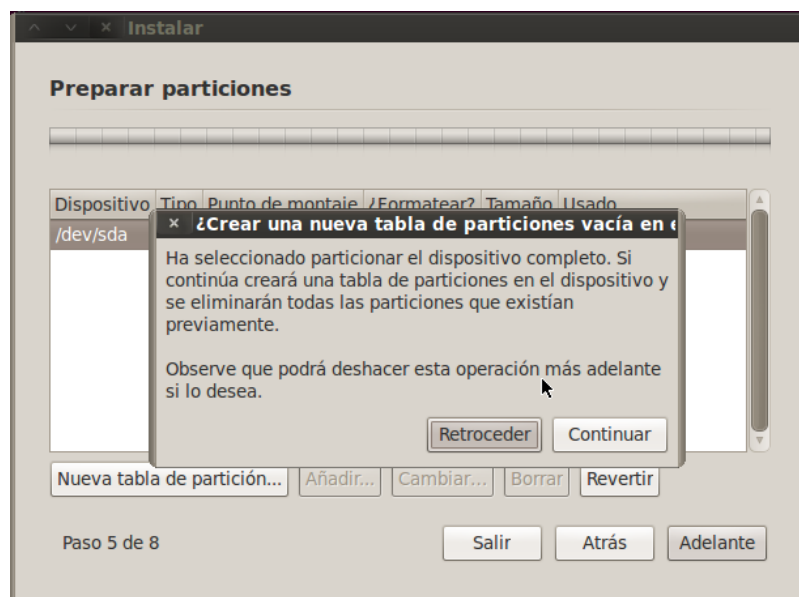 Instalar
Preparar particiones
Dispositivo Tipo Punto de montaje ¿Formatear? Tamaño Usado
/dev/sda
¿Crear una nueva tabla de particiones vacía en
Ha seleccionado particionar el dispositivo completo. Si
continúa creará una tabla de particiones en el dispositivo y
se eliminarán todas las particiones que existían
previamente.
Observe que podrá deshacer esta operación más adelante
si lo desea.
Retroceder Continuar
Nueva tabla de partición... Añadir... Cambiar... Borrar Revertir
Paso 5 de 8 Salir Atrás Adelante